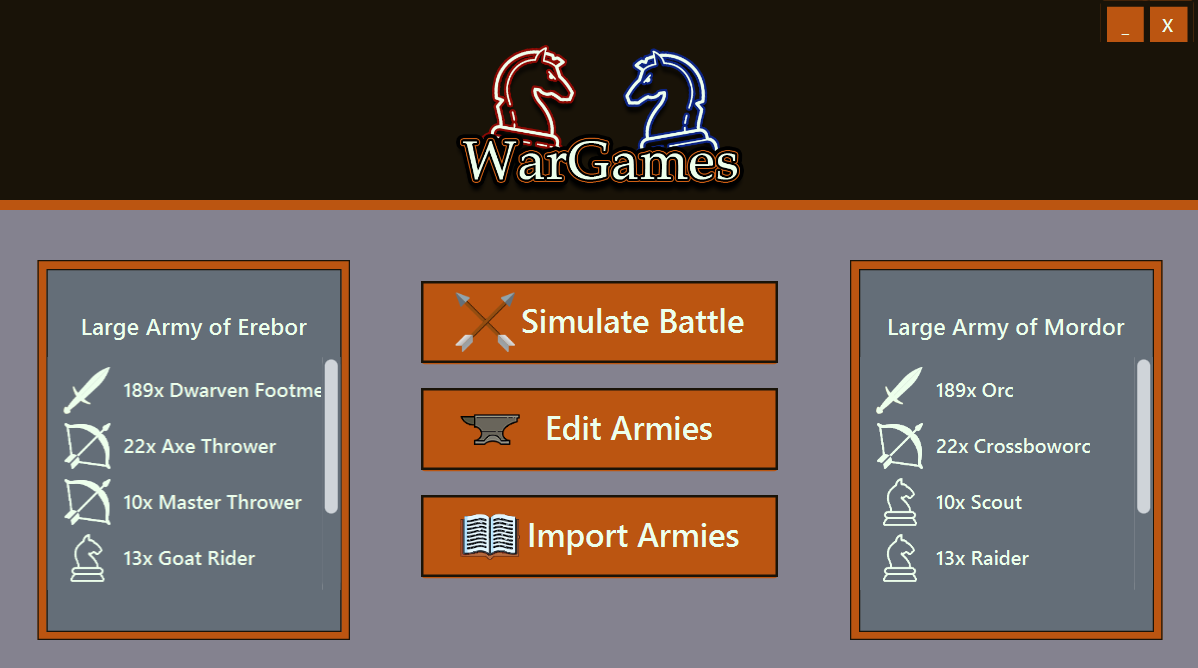 _ X
WarGames
Large Army of Erebor
189x Dwarven Footme
22x Axe Thrower
10x Master Thrower
13x Goat Rider
Simulate Battle
Edit Armies
Import Armies
Large Army of Mordor
189x Orc
22x Crossboworc
10x Scout
13x Raider